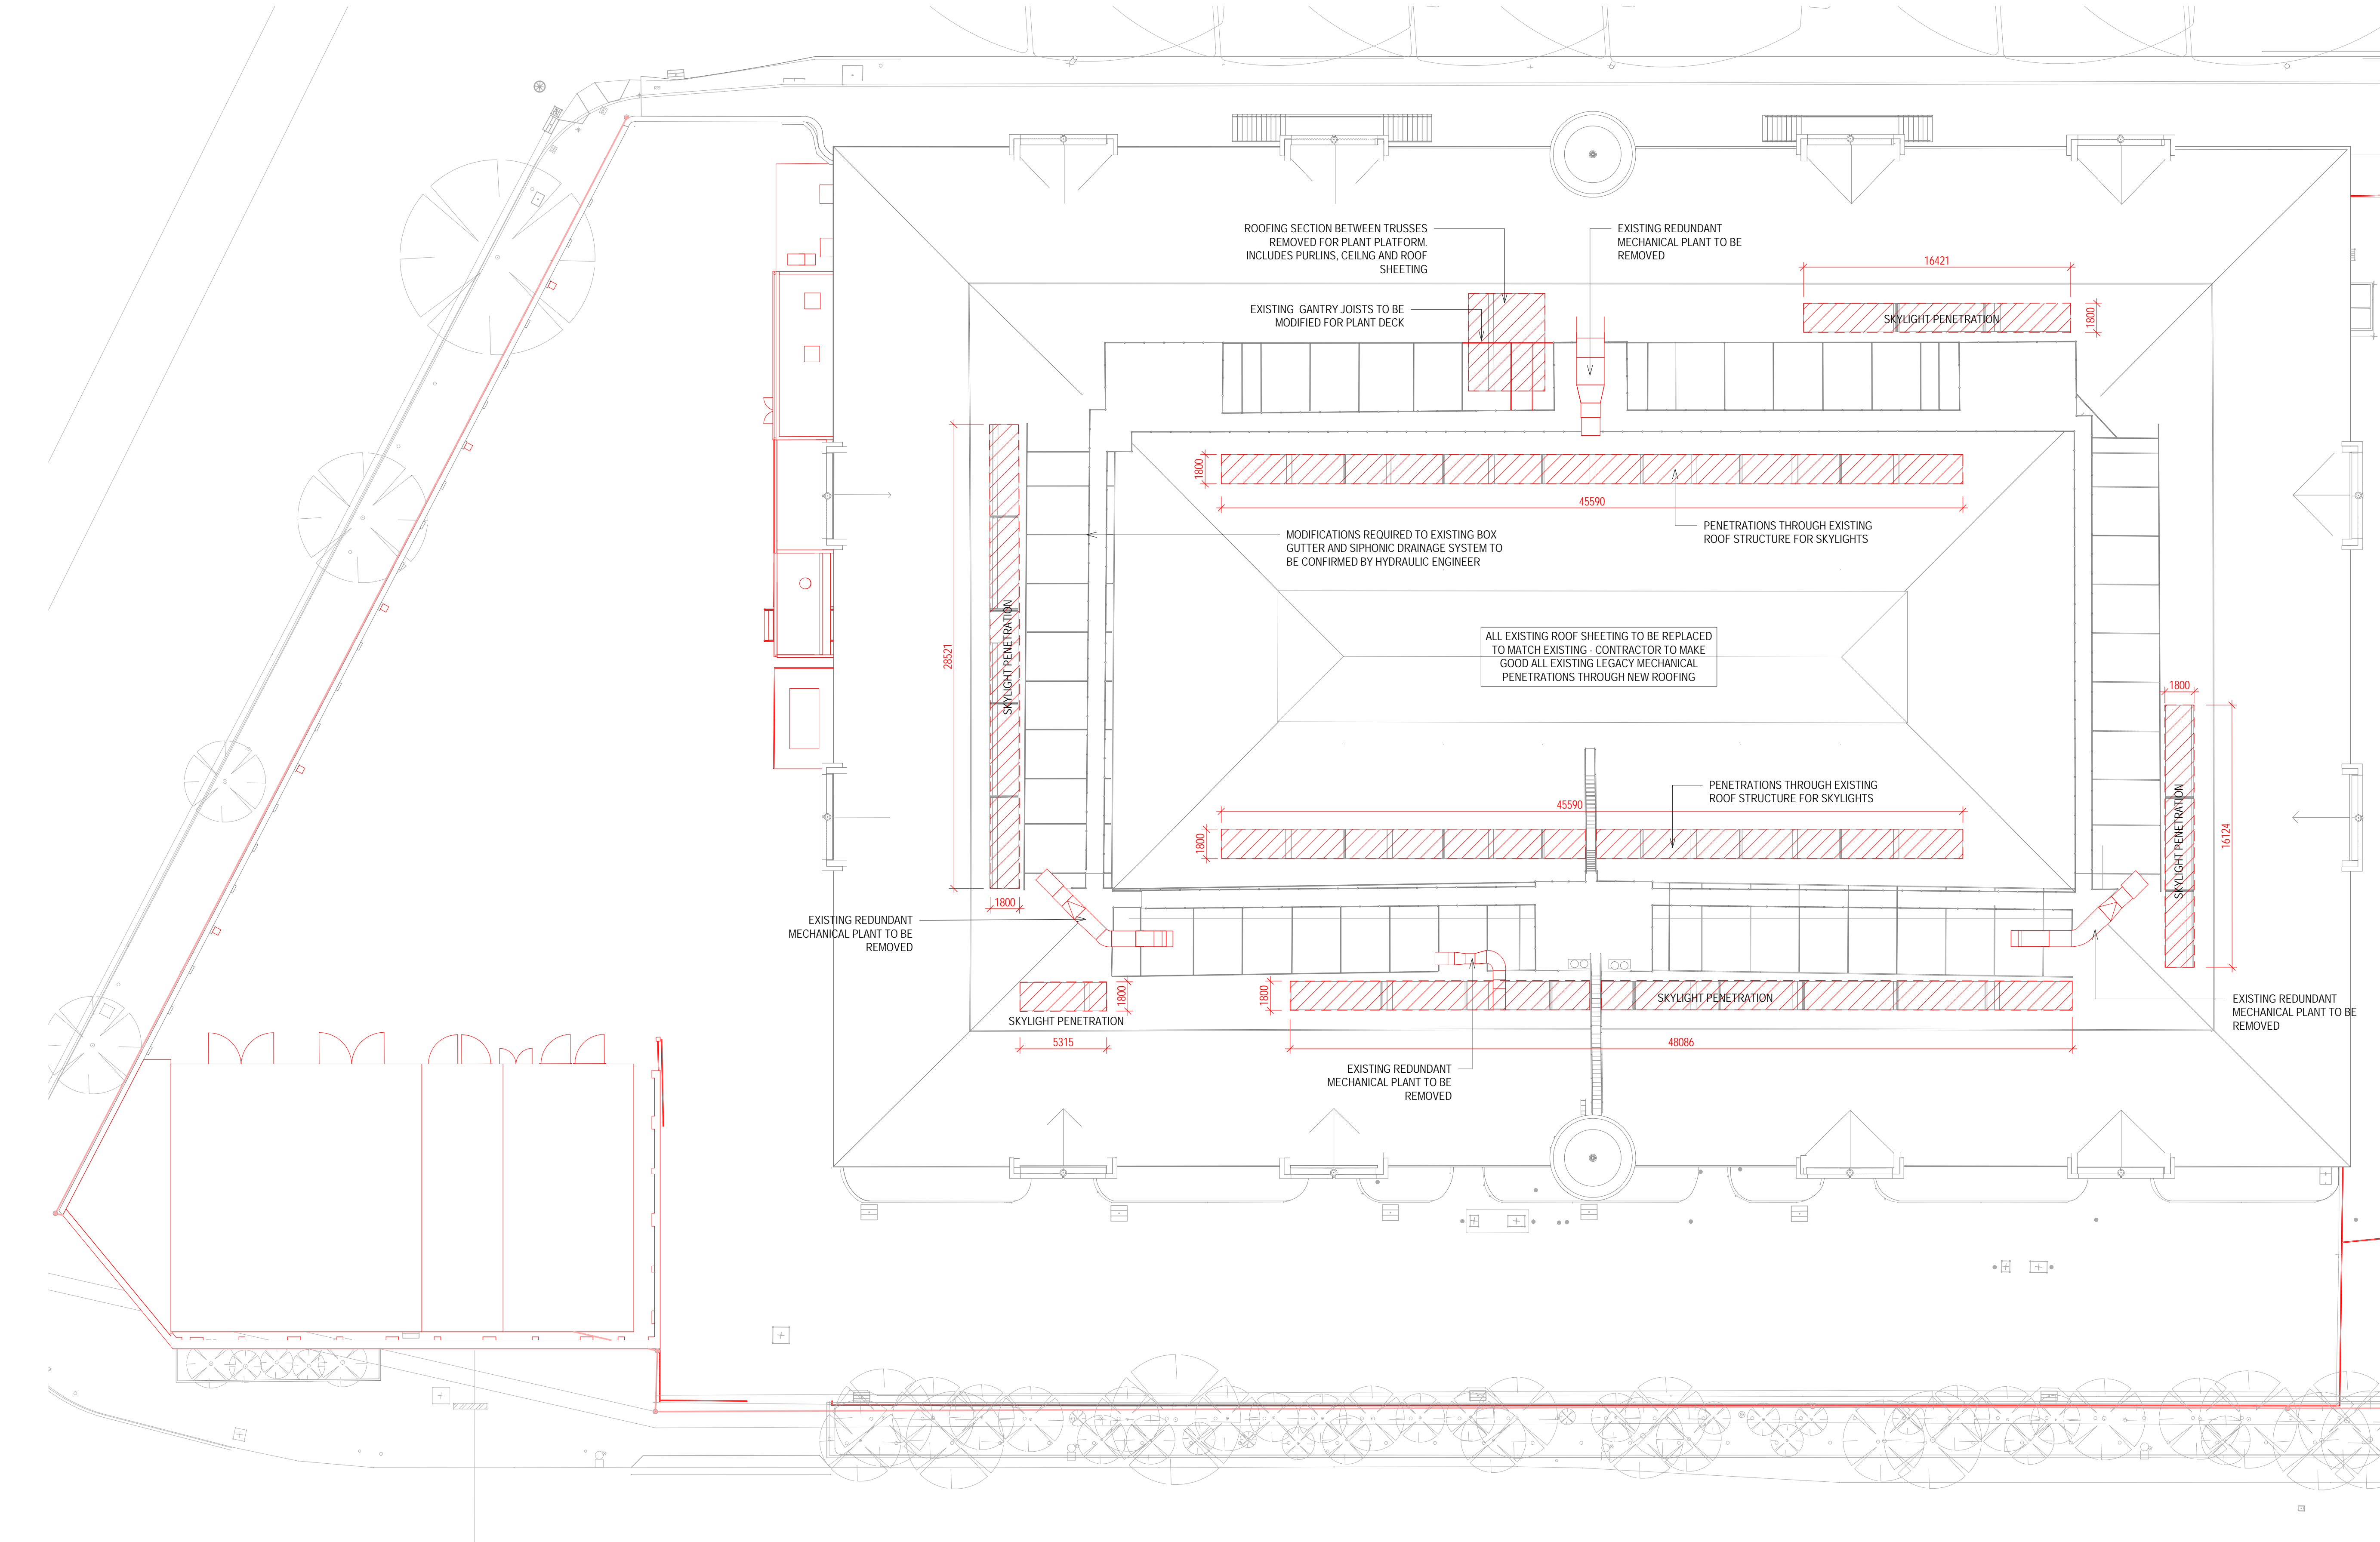 ROOFING SECTION BETWEEN TRUSSES
REMOVED FOR PLANT PLATFORM.
INCLUDES PURLINS, CEILNG AND ROOF
SHEETING
EXISTING REDUNDANT
MECHANICAL PLANT TO BE
REMOVED
16421
1800
SKYLIGHT PENETRATION
EXISTING GANTRY JOISTS TO BE
MODIFIED FOR PLANT DECK
1800
45590
PENETRATIONS THROUGH EXISTING
ROOF STRUCTURE FOR SKYLIGHTS
MODIFICATIONS REQUIRED TO EXISTING BOX
GUTTER AND SIPHONIC DRAINAGE SYSTEM TO
BE CONFIRMED BY HYDRAULIC ENGINEER
28521
SKYLIGHT PENETRATION
ALL EXISTING ROOF SHEETING TO BE REPLACED
TO MATCH EXISTING - CONTRACTOR TO MAKE
GOOD ALL EXISTING LEGACY MECHANICAL
PENETRATIONS THROUGH NEW ROOFING
1800
PENETRATIONS THROUGH EXISTING
ROOF STRUCTURE FOR SKYLIGHTS
45590
1800
SKYLIGHT PENETRATION
16124
1800
EXISTING REDUNDANT
MECHANICAL PLANT TO BE
REMOVED
1800
SKYLIGHT PENETRATION
5315
1800
SKYLIGHT PENETRATION
48086
EXISTING REDUNDANT
MECHANICAL PLANT TO BE
REMOVED
EXISTING REDUNDANT
MECHANICAL PLANT TO BE
REMOVED